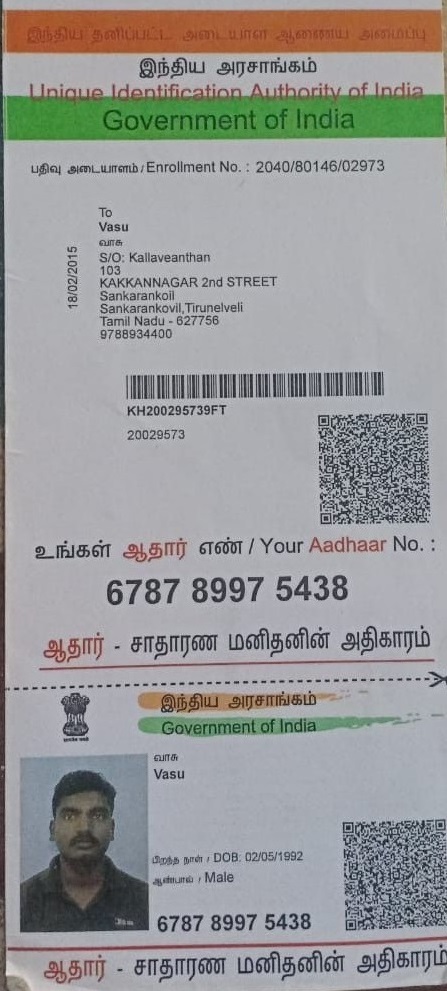 இந்திய தனிப்பட்ட அடையாள ஆணைய அமைப்பு
இந்திய அரசாங்கம்
Unique Identification Authority of India
Government of India
பதிவு அடையாளம் / Enrollment No. : 2040/80146/02973
18/02/2015
To
Vasu
வாசு
S/O: Kallaveanthan
103
KAKKANNAGAR 2nd STREET
Sankarankoil
Sankarankovil,Tirunelveli
Tamil Nadu - 627756
9788934400
KH200295739FT
20029573
உங்கள் ஆதார் எண் / Your Aadhaar No. :
6787 8997 5438
ஆதார் - சாதாரண மனிதனின் அதிகாரம்
இந்திய அரசாங்கம்
Government of India
வாசு
Vasu
பிறந்த நாள் / DOB: 02/05/1992
ஆண்பால் / Male
6787 8997 5438
ஆதார் - சாதாரண மனிதனின் அதிகாரம்